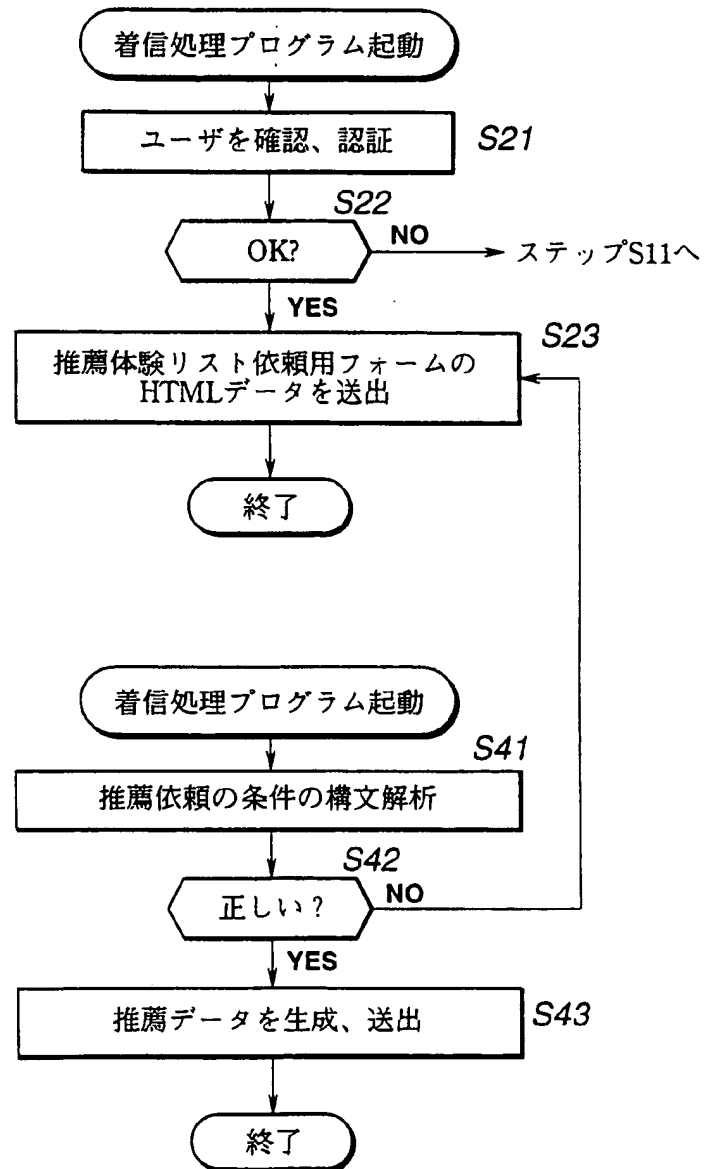 着信処理プログラム起動
ユーザを確認、認証
S21
S22
OK?
NO
ステップS11へ
YES
S23
推薦体験リスト依頼用フォームの
HTMLデータを送出
終了
着信処理プログラム起動
S41
推薦依頼の条件の構文解析
S42
正しい?
NO
YES
推薦データを生成、送出
S43
終了